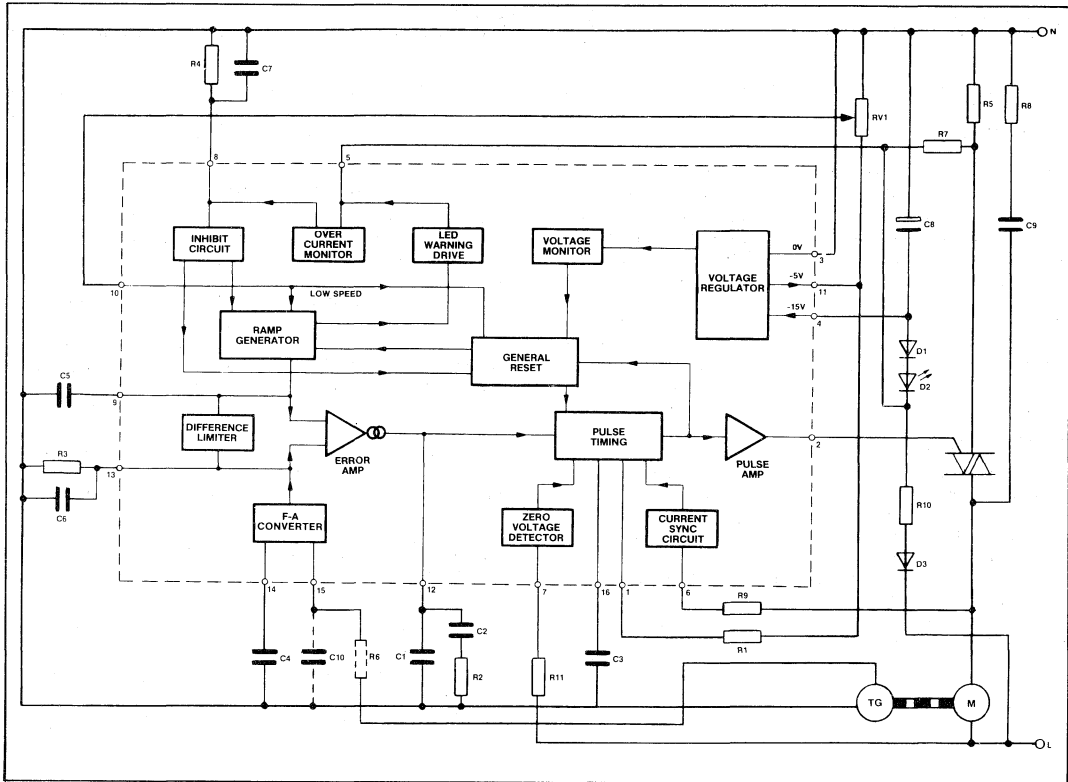 N
R4
C7
RV1
R5
R8
R7
8
5
C8
C9
INHIBIT
CIRCUIT
OVER
CURRENT
MONITOR
LED
WARNING
DRIVE
VOLTAGE
MONITOR
VOLTAGE
REGULATOR
0V
3
-5V
11
-15V
4
10
LOW SPEED
RAMP
GENERATOR
GENERAL
RESET
D1
D2
C5
9
DIFFERENCE
LIMITER
ERROR
AMP
PULSE
TIMING
PULSE
AMP
2
R3
13
C6
F-A
CONVERTER
ZERO
VOLTAGE
DETECTOR
CURRENT
SYNC
CIRCUIT
R10
D3
14
15
12
7
16
1
6
R9
C4
C10
R6
C1
C2
R2
R11
C3
R1
TG
M
L